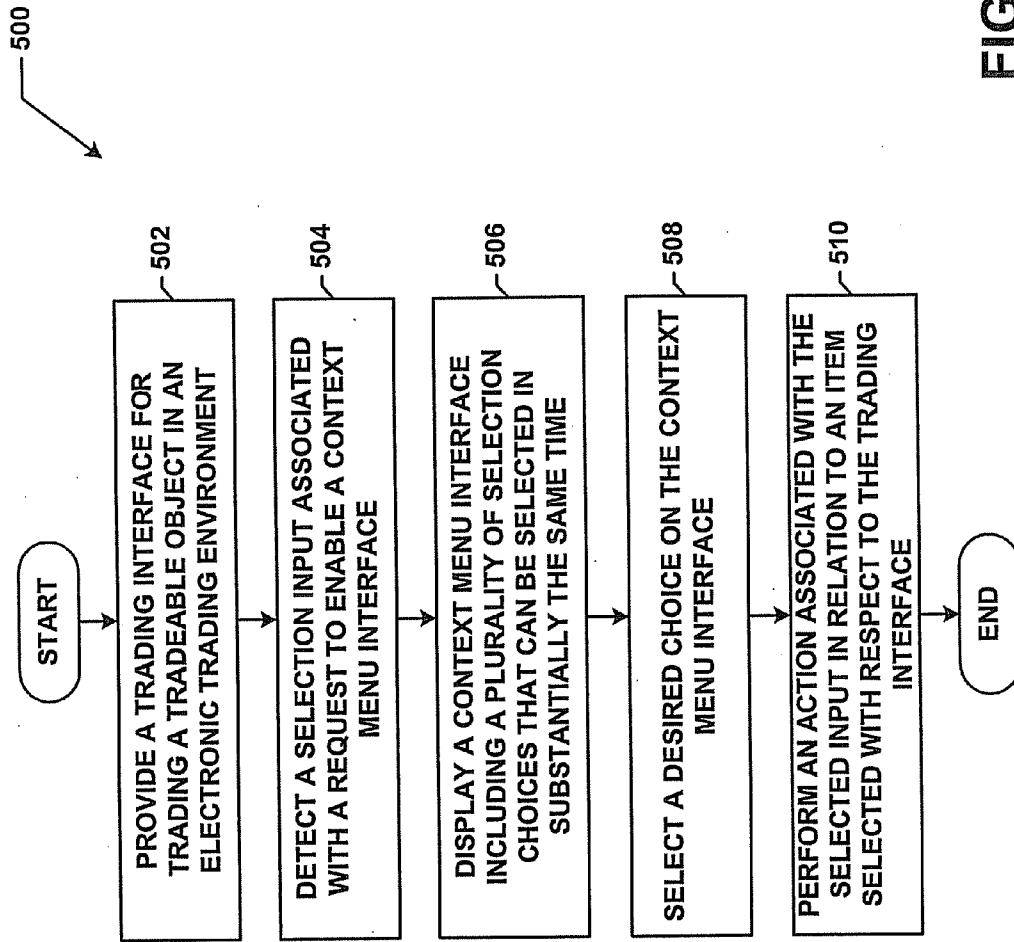 500
START
502
PROVIDE A TRADING INTERFACE FOR
TRADING A TRADEABLE OBJECT IN AN
ELECTRONIC TRADING ENVIRONMENT
504
DETECT A SELECTION INPUT ASSOCIATED
WITH A REQUEST TO ENABLE A CONTEXT
MENU INTERFACE
506
DISPLAY A CONTEXT MENU INTERFACE
INCLUDING A PLURALITY OF SELECTION
CHOICES THAT CAN BE SELECTED IN
SUBSTANTIALLY THE SAME TIME
508
SELECT A DESIRED CHOICE ON THE CONTEXT
MENU INTERFACE
510
PERFORM AN ACTION ASSOCIATED WITH THE
SELECTED INPUT IN RELATION TO AN ITEM
SELECTED WITH RESPECT TO THE TRADING
INTERFACE
END
FIG